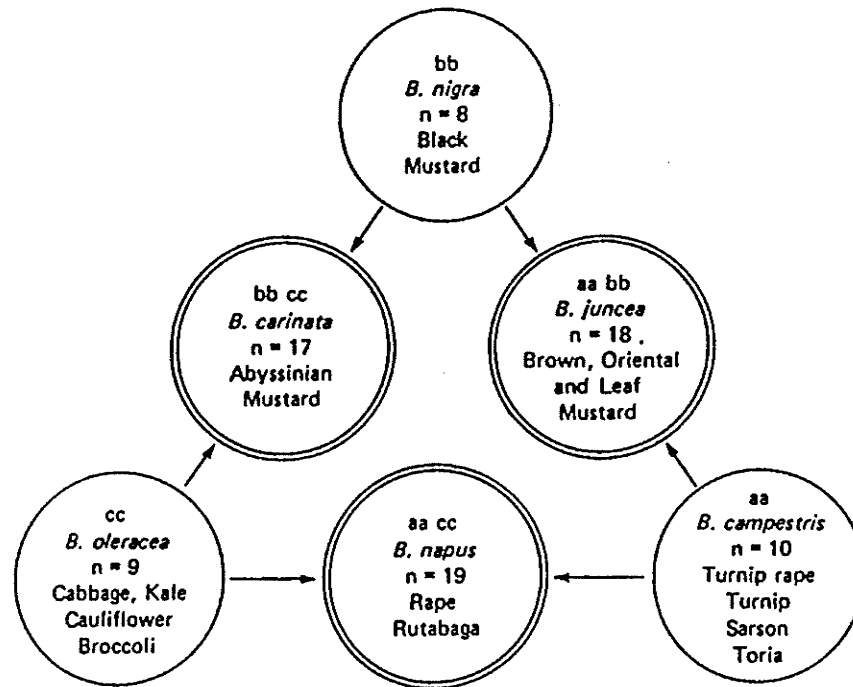 bb
B. nigra
n = 8
Black
Mustard
bb cc
B. carinata
n = 17
Abyssinian
Mustard
aa bb
B. juncea
n = 18 .
Brown, Oriental
and Leaf
Mustard
cc
B. oleracea
n = 9
Cabbage, Kale
Cauliflower
Broccoli
aa cc
B. napus
n = 19
Rape
Rutabaga
aa
B. campestris
n = 10
Turnip rape
Turnip
Sarson
Toria